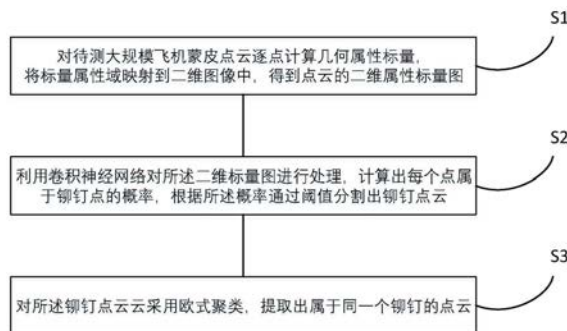 S1
对待测大规模飞机蒙皮点云逐点计算几何属性标量，
将标量属性域映射到二维图像中，得到点云的二维属性标量图
S2
利用卷积神经网络对所述二维标量图进行处理，计算出每个点属
于铆钉点的概率，根据所述概率通过阈值分割出铆钉点云
S3
对所述铆钉点云云采用欧式聚类，提取出属于同一个铆钉的点云